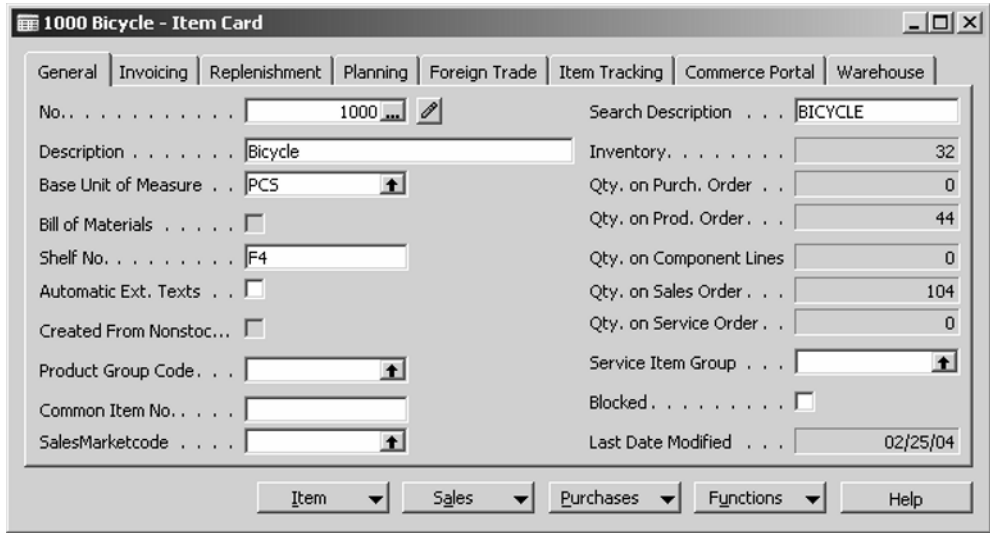 1000 Bicycle - Item Card
General Invoicing Replenishment Planning Foreign Trade Item Tracking Commerce Portal Warehouse
No. . . . . . . . . . . . 1000 ... Search Description . . . BICYCLE
Description . . . . . . . Bicycle Inventory. . . . . . . . 32
Base Unit of Measure . . PCS Qty. on Purch. Order . . 0
Bill of Materials . . . . . Qty. on Prod. Order. . . 44
Shelf No. . . . . . . . . F4 Qty. on Component Lines 0
Automatic Ext. Texts . . Qty. on Sales Order. . . 104
Created From Nonstoc... Qty. on Service Order. . 0
Product Group Code. . . Service Item Group . . .
Common Item No. . . . . Blocked. . . . . . . . .
SalesMarketcode . . . . Last Date Modified . . . 02/25/04
Item Sales Purchases Functions Help